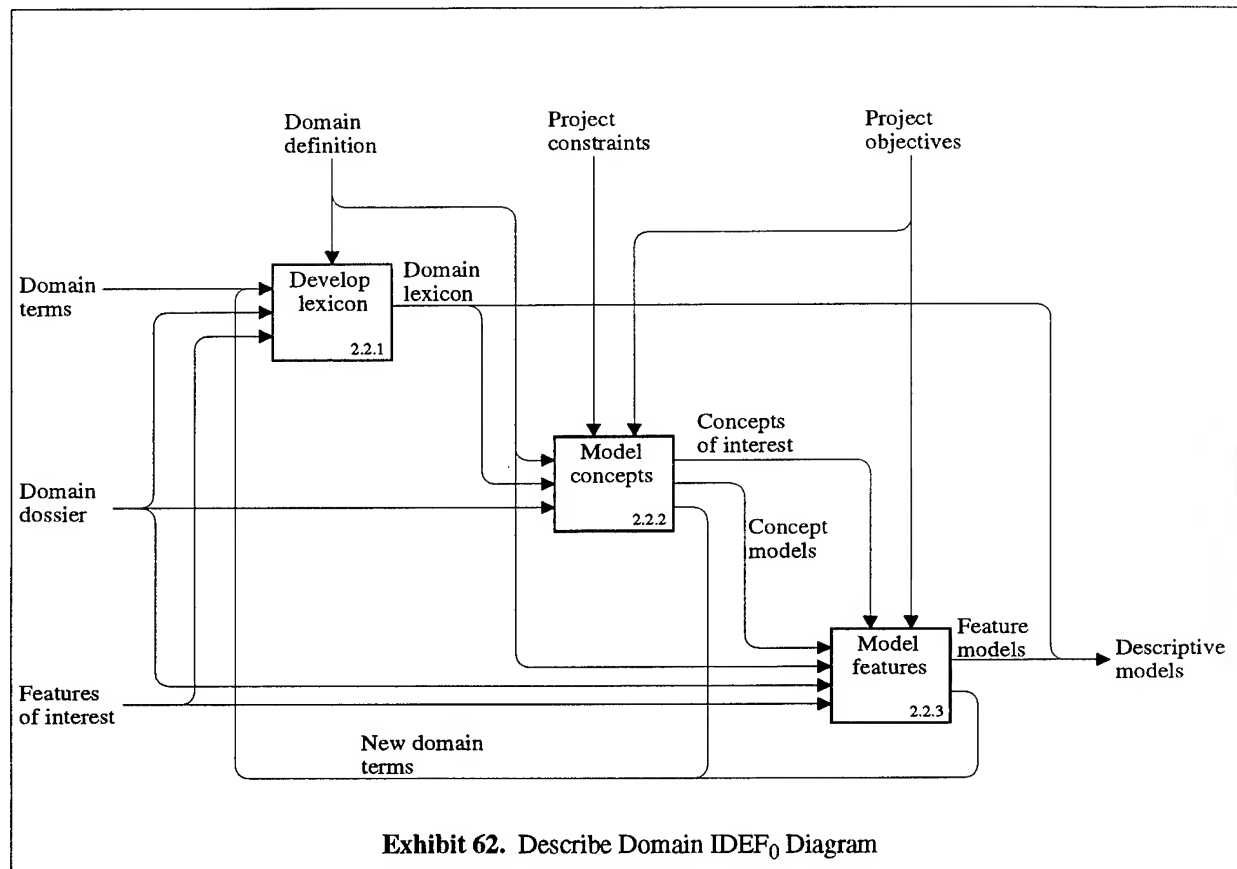 Domain
definition
Project
constraints
Project
objectives
Domain
terms
Develop
lexicon
2.2.1
Domain
lexicon
Domain
dossier
Model
concepts
2.2.2
Concepts
of interest
Concept
models
Features
of interest
Model
features
2.2.3
Feature
models
Descriptive
models
New domain
terms
Exhibit 62. Describe Domain IDEF0 Diagram